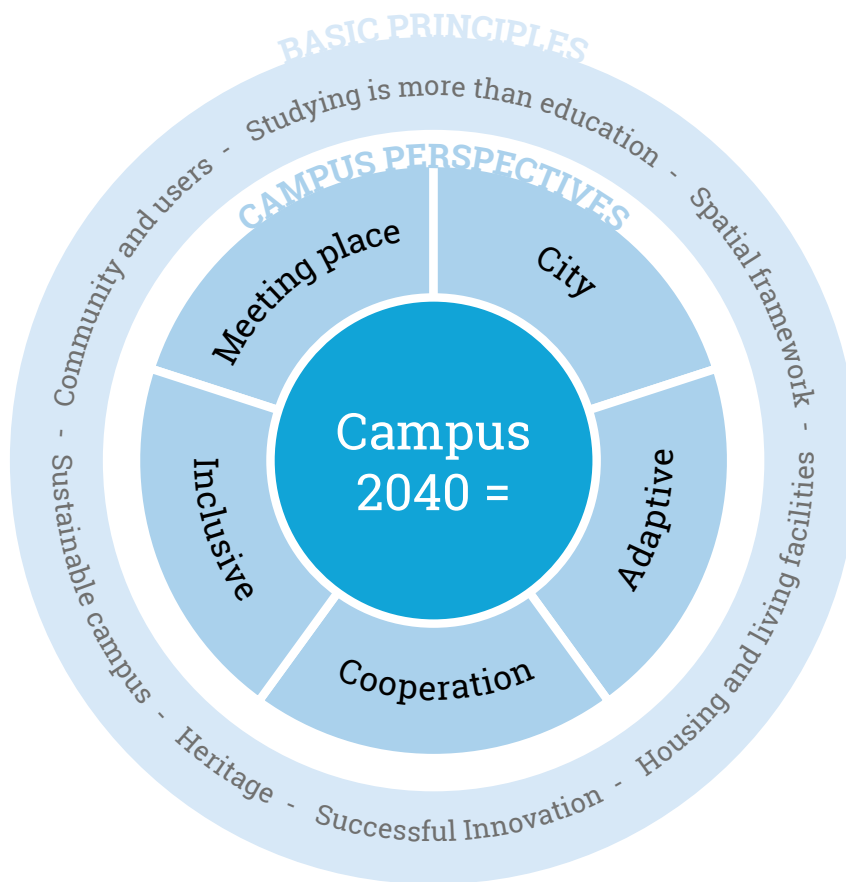 BASIC PRINCIPLES
Studying is more than education - Spatial framework - Housing and living facilities - Successful Innovation - Heritage - Sustainable campus - Community and users -
CAMPUS PERSPECTIVES
City
Adaptive
Cooperation
Inclusive
Meeting place
Campus
2040 =